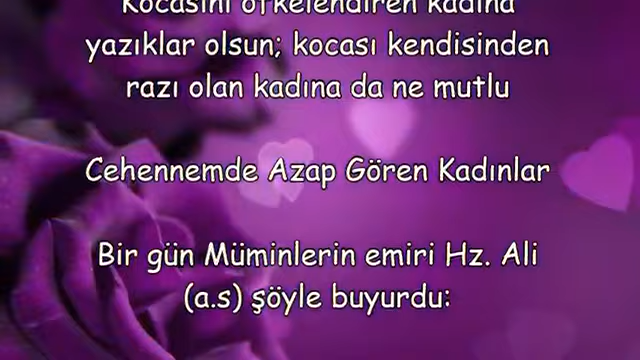 Kocasını öfkelendiren kadına
yazıklar olsun; kocası kendisinden
razı olan kadına da ne mutlu
Cehennemde Azap Gören Kadınlar
Bir gün Müminlerin emiri Hz. Ali
(a.s) şöyle buyurdu: